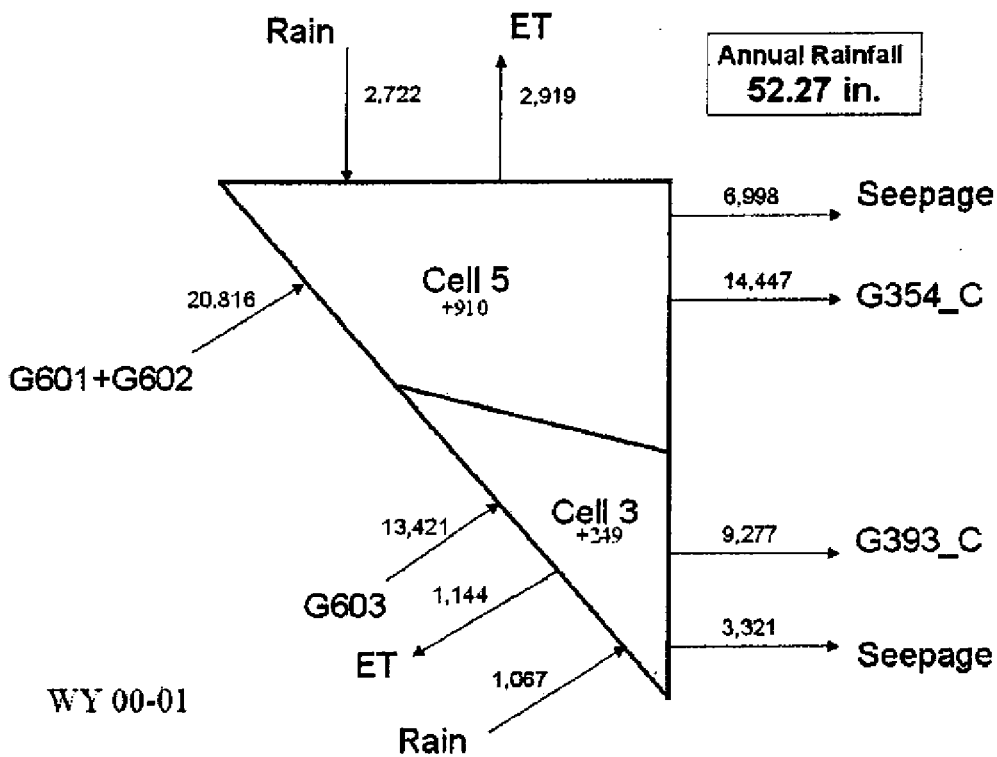 Rain
ET
Annual Rainfall
52.27 in.
2,722
2,919
6,998
Seepage
Cell 5
+910
14,447
G354_C
20,816
G601+G602
Cell 3
+249
13,421
9,277
G393_C
G603
1,144
3,321
Seepage
ET
1,067
WY 00-01
Rain